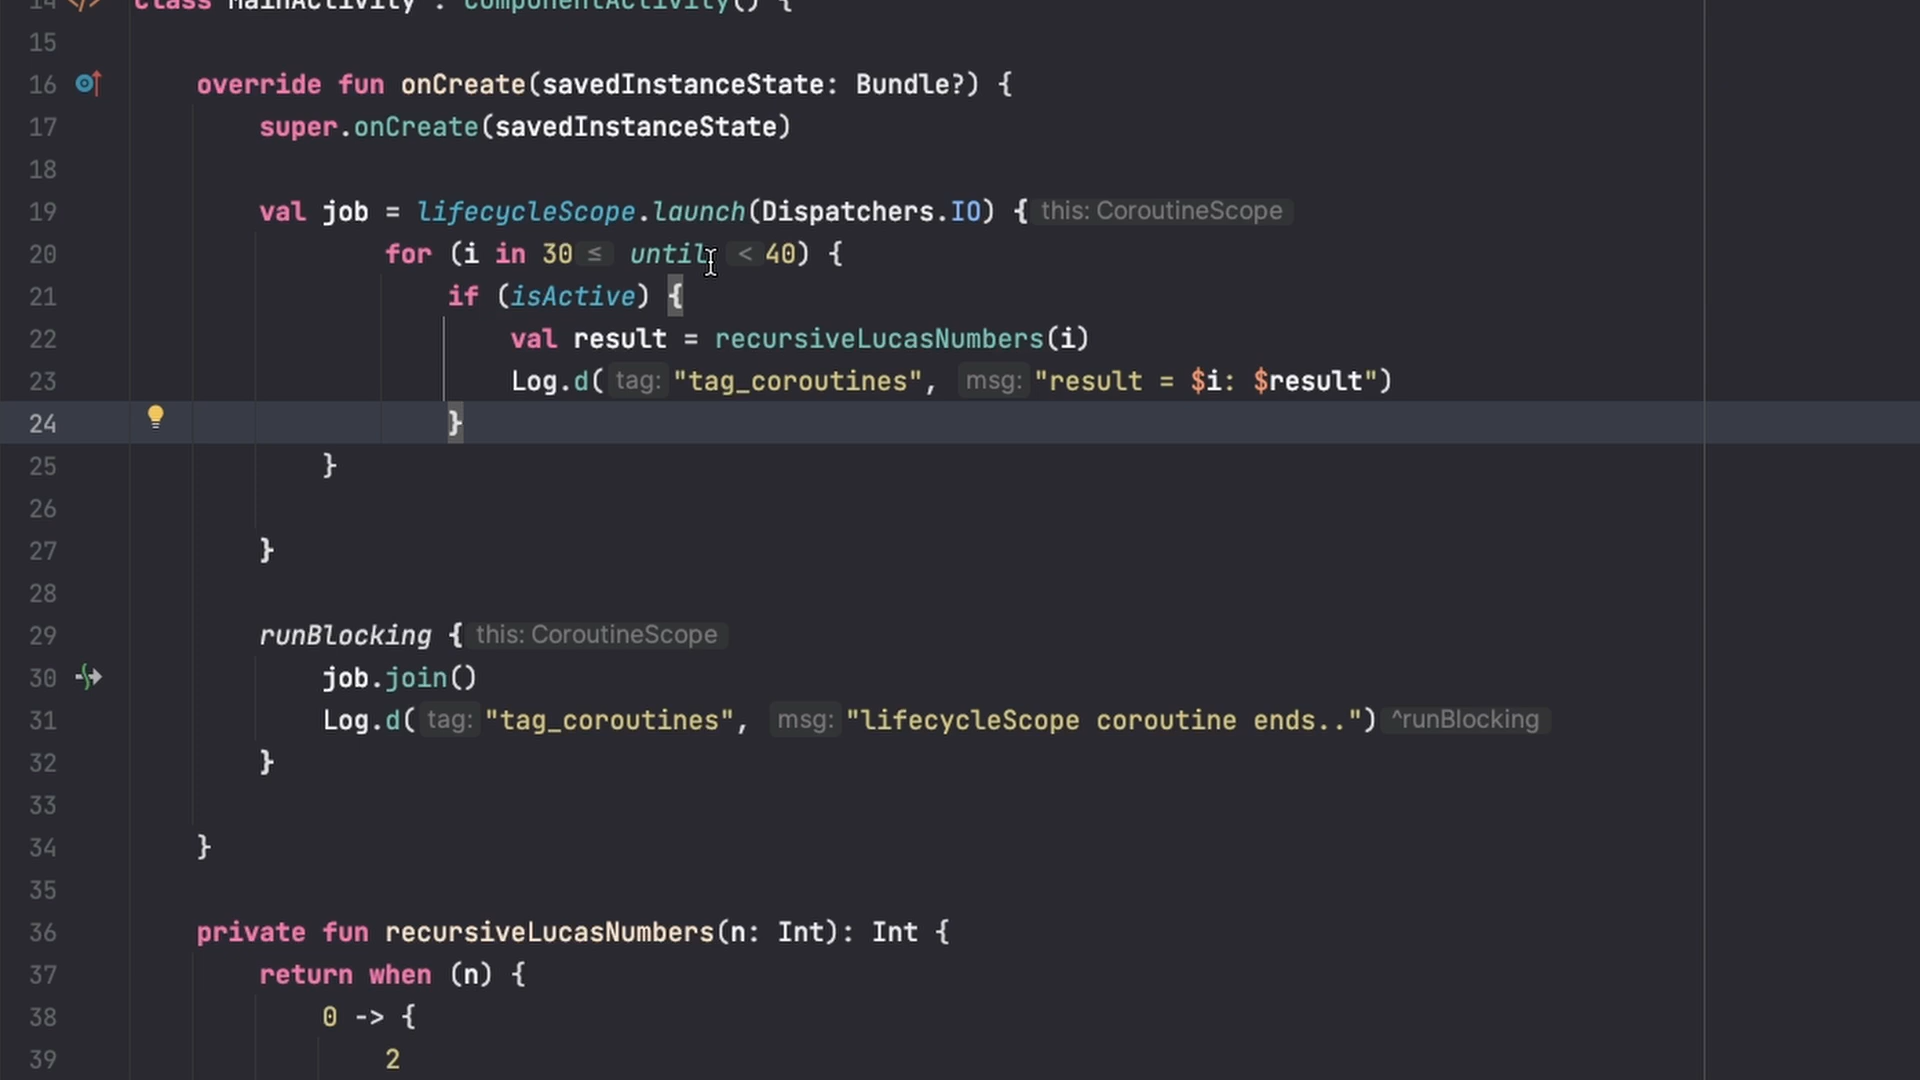 14 class MainActivity : ComponentActivity() {
15
16 override fun onCreate(savedInstanceState: Bundle?) {
17 super.onCreate(savedInstanceState)
18
19 val job = lifecycleScope.launch(Dispatchers.IO) { this: CoroutineScope
20 for (i in 30 ≤ until < 40) {
21 if (isActive) {
22 val result = recursiveLucasNumbers(i)
23 Log.d( tag: "tag_coroutines", msg: "result = $i: $result")
24 }
25 }
26
27 }
28
29 runBlocking { this: CoroutineScope
30 job.join()
31 Log.d( tag: "tag_coroutines", msg: "lifecycleScope coroutine ends..") ^runBlocking
32 }
33
34 }
35
36 private fun recursiveLucasNumbers(n: Int): Int {
37 return when (n) {
38 0 -> {
39 2